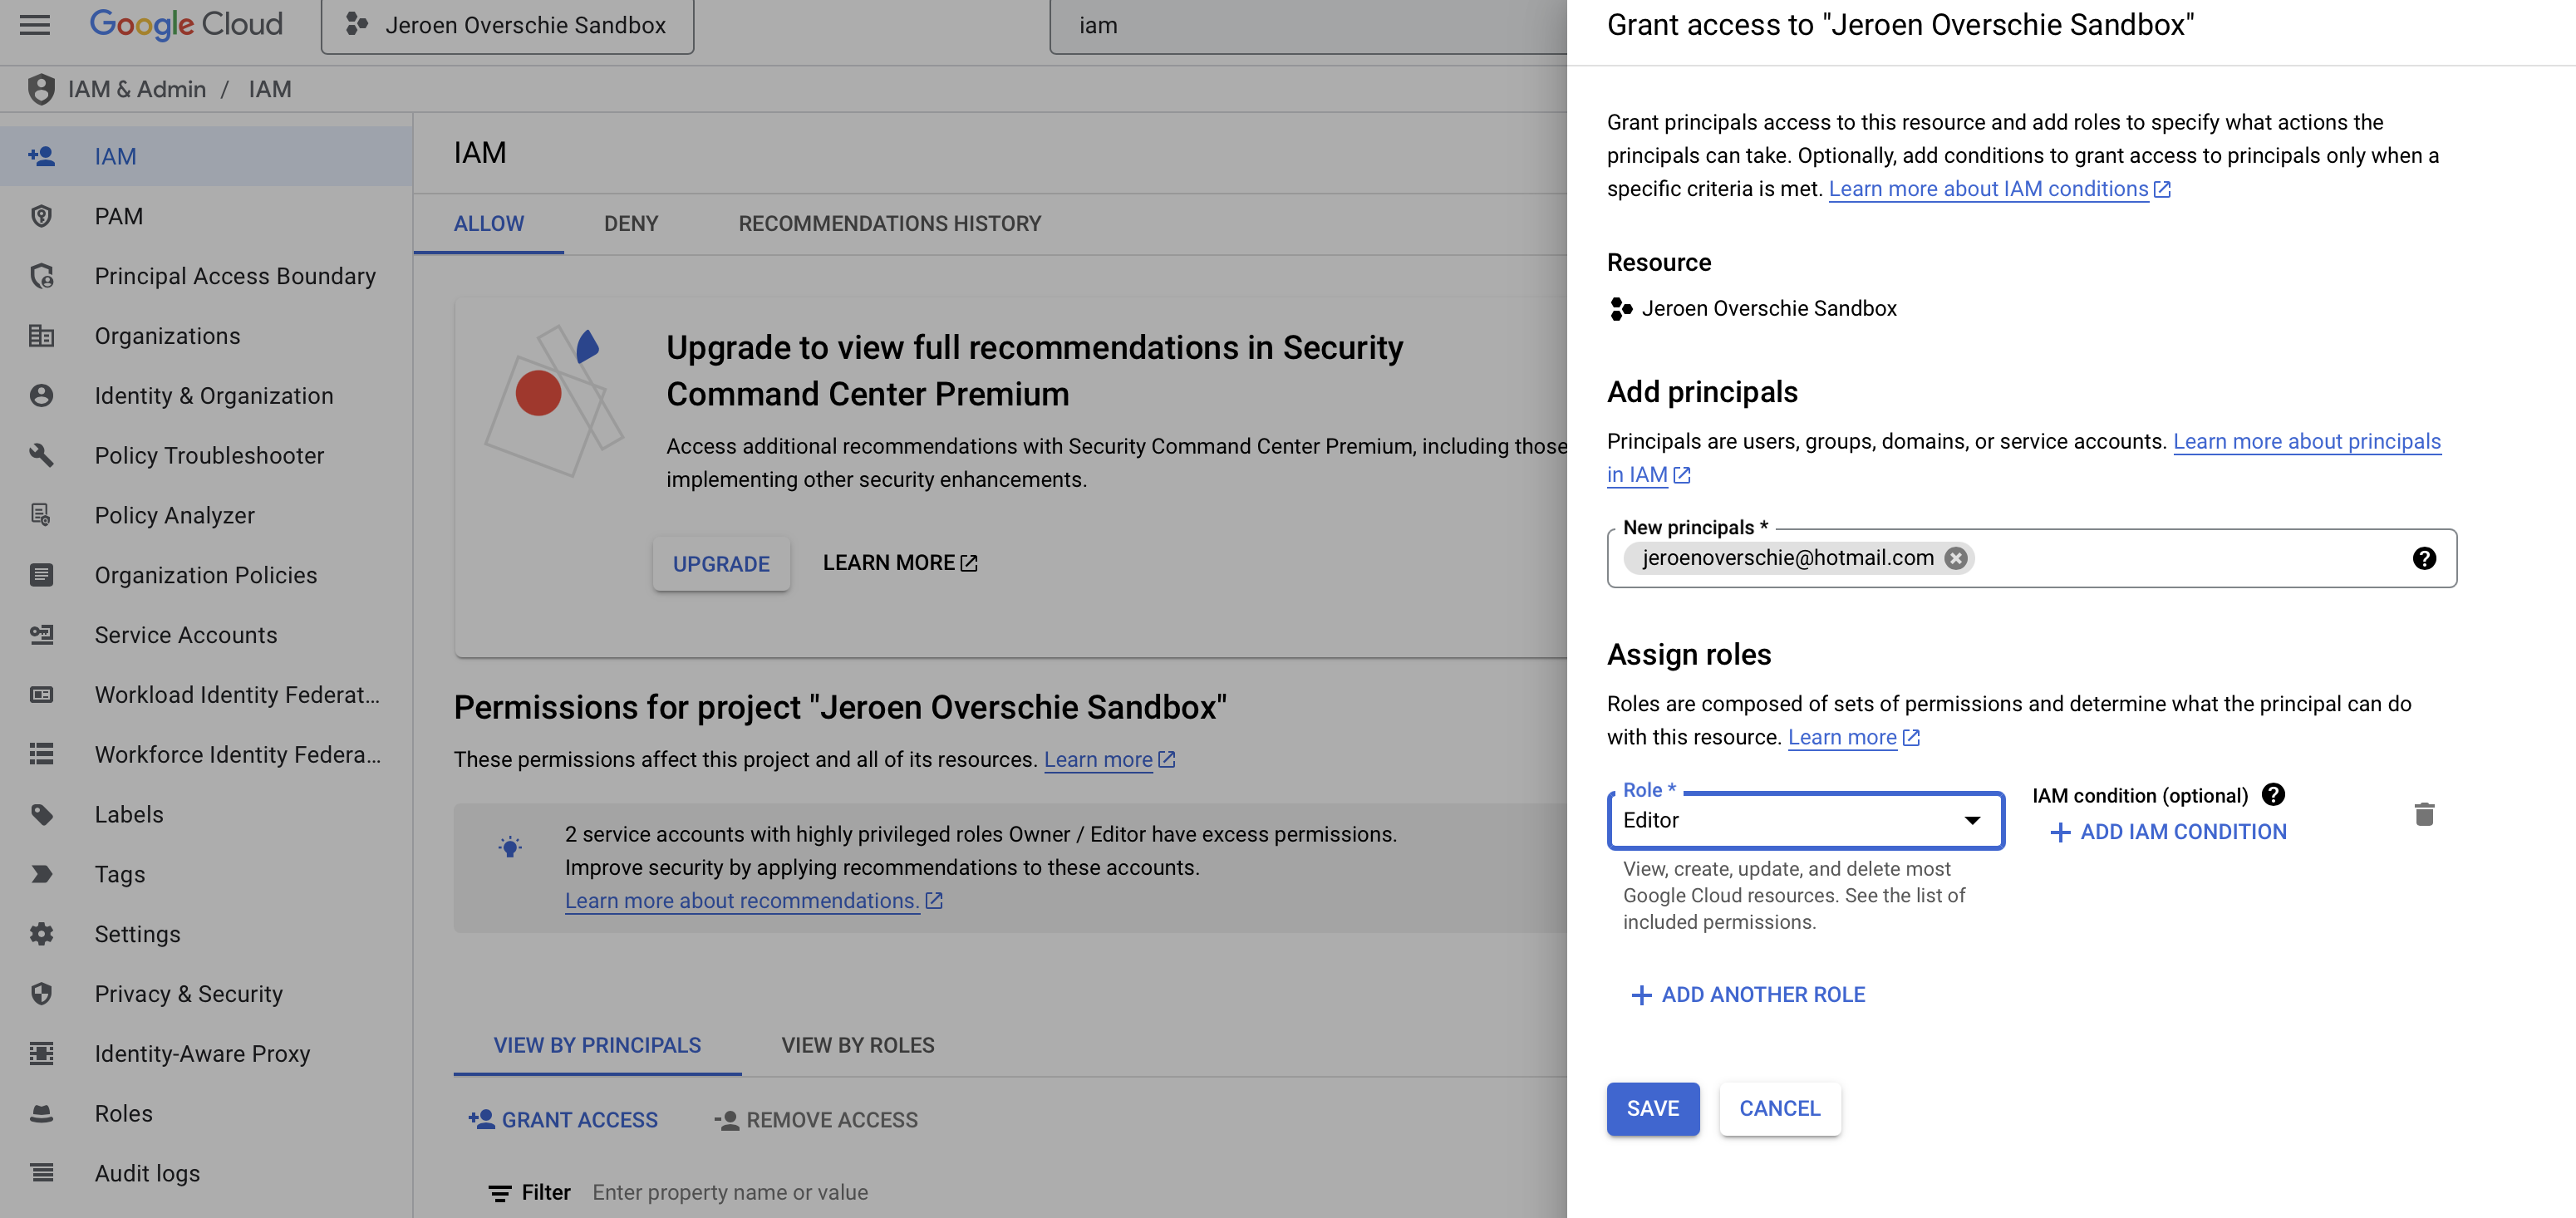 Google Cloud
Jeroen Overschie Sandbox
iam
IAM & Admin / IAM
IAM
PAM
Principal Access Boundary
Organizations
Identity & Organization
Policy Troubleshooter
Policy Analyzer
Organization Policies
Service Accounts
Workload Identity Federat...
Workforce Identity Federa...
Labels
Tags
Settings
Privacy & Security
Identity-Aware Proxy
Roles
Audit logs
IAM
ALLOW
DENY
RECOMMENDATIONS HISTORY
Upgrade to view full recommendations in Security
Command Center Premium
Access additional recommendations with Security Command Center Premium, including those
implementing other security enhancements.
UPGRADE
LEARN MORE
Permissions for project "Jeroen Overschie Sandbox"
These permissions affect this project and all of its resources. Learn more
2 service accounts with highly privileged roles Owner / Editor have excess permissions.
Improve security by applying recommendations to these accounts.
Learn more about recommendations.
VIEW BY PRINCIPALS
VIEW BY ROLES
GRANT ACCESS
REMOVE ACCESS
Filter Enter property name or value
Grant access to "Jeroen Overschie Sandbox"
Grant principals access to this resource and add roles to specify what actions the
principals can take. Optionally, add conditions to grant access to principals only when a
specific criteria is met. Learn more about IAM conditions
Resource
Jeroen Overschie Sandbox
Add principals
Principals are users, groups, domains, or service accounts. Learn more about principals
in IAM
New principals *
jeroenoverschie@hotmail.com
Assign roles
Roles are composed of sets of permissions and determine what the principal can do
with this resource. Learn more
Role *
Editor
IAM condition (optional)
ADD IAM CONDITION
View, create, update, and delete most
Google Cloud resources. See the list of
included permissions.
ADD ANOTHER ROLE
SAVE
CANCEL